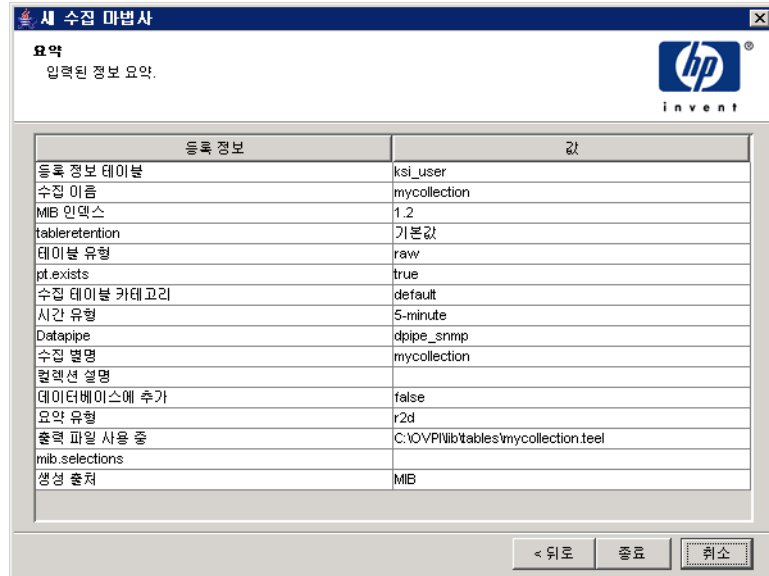 새 수집 마법사
요약
입력된 정보 요약.
hp
®
invent
등록 정보 값
등록 정보 테이블 ksi_user
수집 이름 mycollection
MIB 인덱스 1.2
tableretention 기본값
테이블 유형 raw
pt.exists true
수집 테이블 카테고리 default
시간 유형 5-minute
Datapipe dpipe_snmp
수집 별명 mycollection
컬렉션 설명
데이터베이스에 추가 false
요약 유형 r2d
출력 파일 사용 중 C:\OVPI\lib\tables\mycollection.teel
mib.selections
생성 출처 MIB
< 뒤로 종료 취소